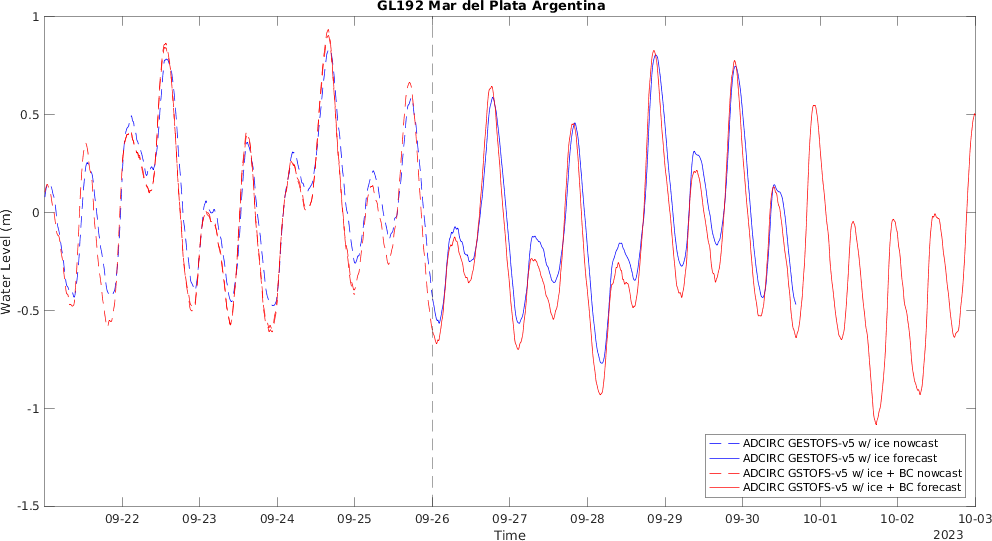 GL192 Mar del Plata Argentina
1
0.5
0
-0.5
-1
-1.5
Water Level (m)
09-22 09-23 09-24 09-25 09-26 09-27 09-28 09-29 09-30 10-01 10-02 10-03
Time
2023
ADCIRC GESTOFS-v5 w/ ice nowcast
ADCIRC GESTOFS-v5 w/ ice forecast
ADCIRC GSTOFS-v5 w/ ice + BC nowcast
ADCIRC GSTOFS-v5 w/ ice + BC forecast